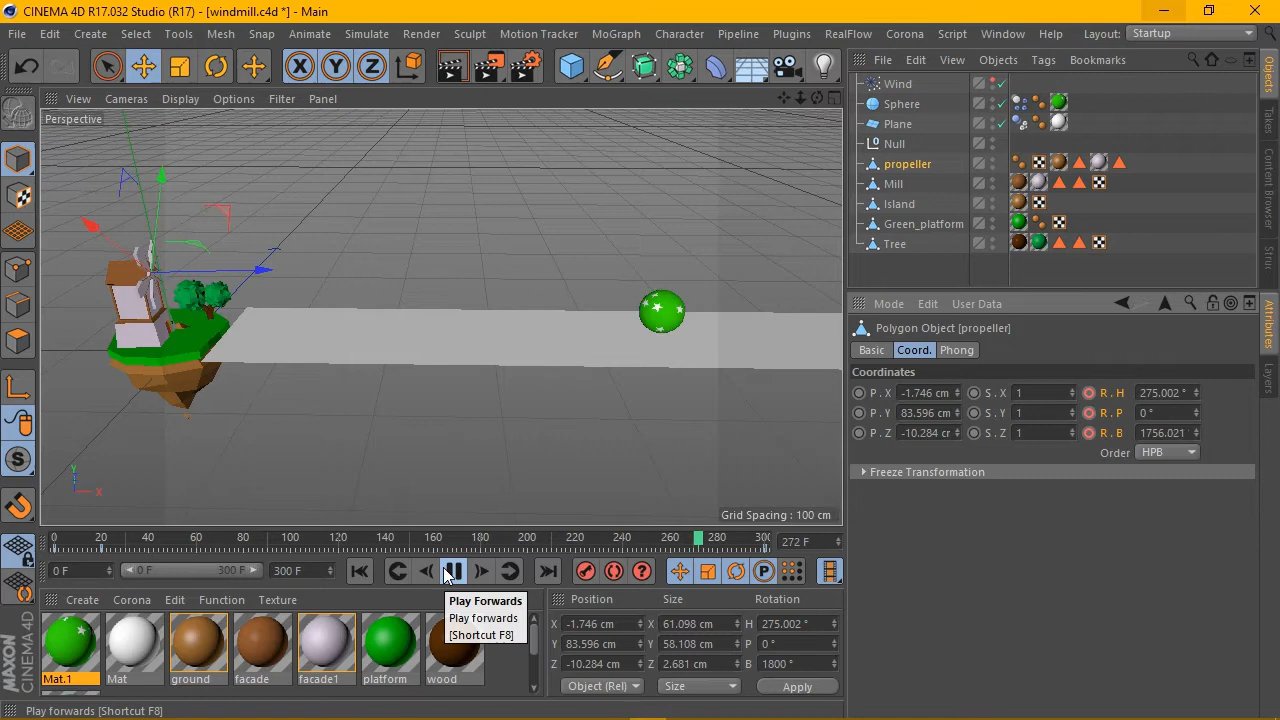 CINEMA 4D R17.032 Studio (R17) - [windmill.c4d *] - Main
File Edit Create Select Tools Mesh Snap Animate Simulate Render Sculpt Motion Tracker MoGraph Character Pipeline Plugins RealFlow Corona Script Window Help Layout: Startup
X Y Z
File Edit View Objects Tags Bookmarks
View Cameras Display Options Filter Panel
Perspective
Wind
Sphere
Plane
Null
propeller
Mill
Island
Green_platform
Tree
Objects
Takes
Content Browser
Attributes
Layers
Mode Edit User Data
Polygon Object [propeller]
Basic Coord. Phong
Coordinates
P . X -1.746 cm S . X 1 R . H 275.002 °
P . Y 83.596 cm S . Y 1 R . P 0 °
P . Z -10.284 cr S . Z 1 R . B 1756.021
Order HPB
Freeze Transformation
Y
X
Grid Spacing : 100 cm
0 20 40 60 80 100 120 140 160 180 200 220 240 260 280 300 272 F
0 F 0 F 300 F 300 F
P
S
Play Forwards
Play forwards
[Shortcut F8]
Create Corona Edit Function Texture
Mat.1 Mat ground facade facade1 platform wood
Position Size Rotation
X -1.746 cm X 61.098 cm H 275.002 °
Y 83.596 cm Y 58.108 cm P 0 °
Z -10.284 cm Z 2.681 cm B 1800 °
Object (Rel) Size Apply
MAXON CINEMA 4D
Play forwards [Shortcut F8]